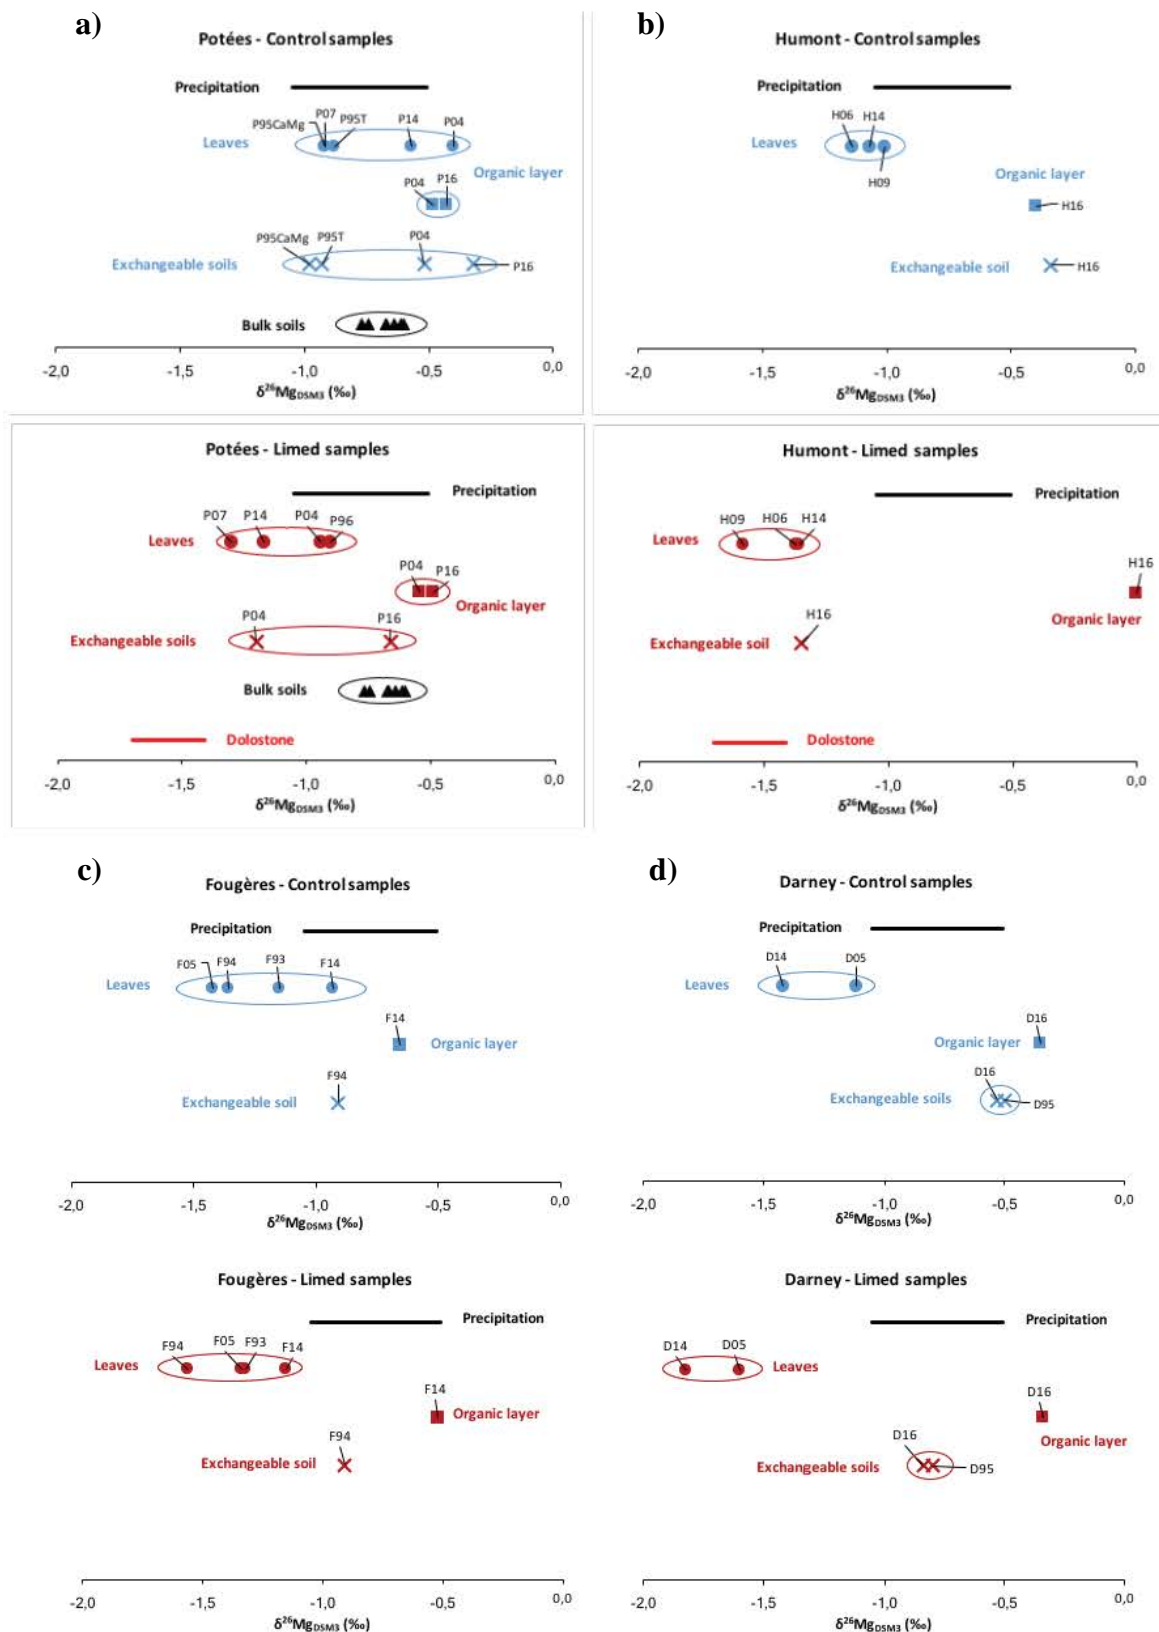 a)
Potées - Control samples
Precipitation
P95CaMg P07 P95T P14 P04
Leaves
Organic layer
P04 P16
P95CaMg P95T P04
Exchangeable soils
P16
Bulk soils
-2,0 -1,5 -1,0 -0,5 0,0
δ²⁶Mg_DSM3 (‰)
b)
Humont - Control samples
Precipitation
H06 H14
Leaves
H09
Organic layer
H16
Exchangeable soil
H16
-2,0 -1,5 -1,0 -0,5 0,0
δ²⁶Mg_DSM3 (‰)
Potées - Limed samples
Precipitation
P07 P14 P04 P96
Leaves
P04 P16
Organic layer
P04 P16
Exchangeable soils
Bulk soils
Dolostone
-2,0 -1,5 -1,0 -0,5 0,0
δ²⁶Mg_DSM3 (‰)
Humont - Limed samples
Precipitation
H09 H06 H14
Leaves
H16
Organic layer
H16
Exchangeable soil
Dolostone
-2,0 -1,5 -1,0 -0,5 0,0
δ²⁶Mg_DSM3 (‰)
c)
Fougères - Control samples
Precipitation
F05 F94 F93 F14
Leaves
F14
Organic layer
F94
Exchangeable soil
-2,0 -1,5 -1,0 -0,5 0,0
δ²⁶Mg_DSM3 (‰)
d)
Darney - Control samples
Precipitation
D14 D05
Leaves
D16
Organic layer
D16
Exchangeable soils
D95
-2,0 -1,5 -1,0 -0,5 0,0
δ²⁶Mg_DSM3 (‰)
Fougères - Limed samples
Precipitation
F94 F05 F93 F14
Leaves
F14
Organic layer
F94
Exchangeable soil
-2,0 -1,5 -1,0 -0,5 0,0
δ²⁶Mg_DSM3 (‰)
Darney - Limed samples
Precipitation
D14 D05
Leaves
D16
Organic layer
D16
Exchangeable soils
D95
-2,0 -1,5 -1,0 -0,5 0,0
δ²⁶Mg_DSM3 (‰)